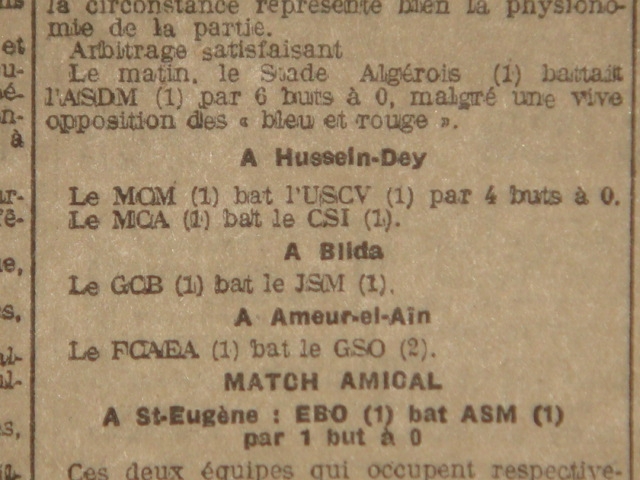 la circonstance représente bien la physiono-
mie de la partie.
Arbitrage satisfaisant
Le matin, le Stade Algérois (1) battait
l'ASDM (1) par 6 buts à 0, malgré une vive
opposition des « bleu et rouge ».
A Hussein-Dey
Le MOM (1) bat l'USCV (1) par 4 buts à 0.
Le MCA (1) bat le CSI (1).
A Blida
Le GCB (1) bat le JSM (1).
A Ameur-el-Aïn
Le FCAEA (1) bat le GSO (2).
MATCH AMICAL
A St-Eugène : EBO (1) bat ASM (1)
par 1 but à 0
Ces deux équipes qui occupent respective-